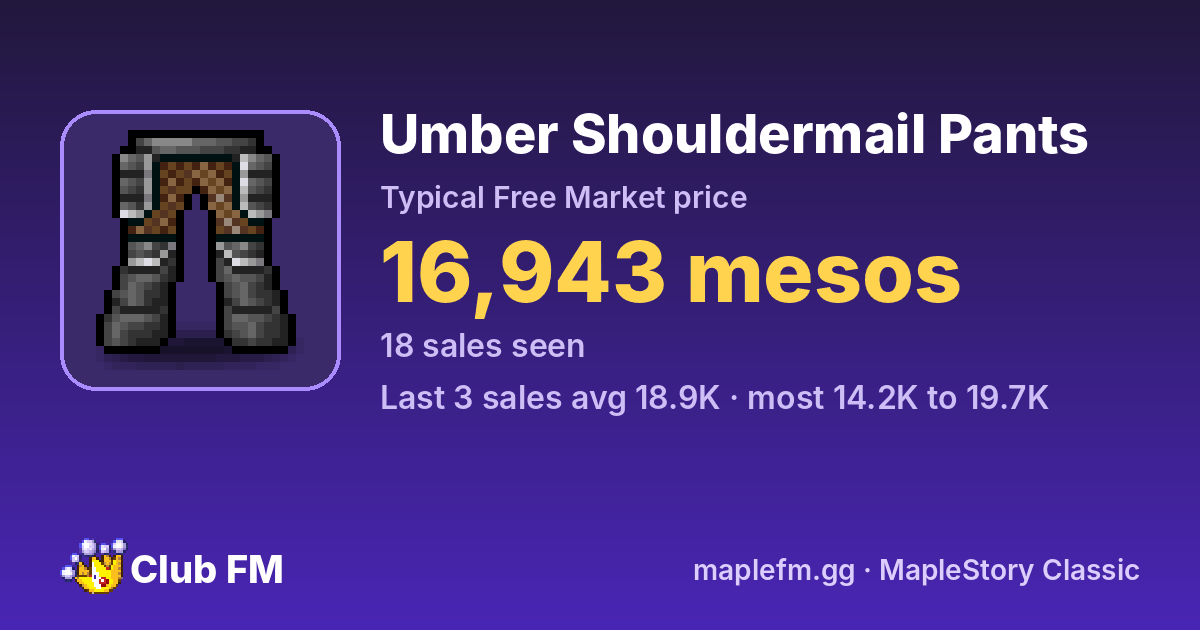 Umber Shouldermail Pants
Typical Free Market price
16,943 mesos
18 sales seen
Last 3 sales avg 18.9K · most 14.2K to 19.7K
Club FM
maplefm.gg · MapleStory Classic